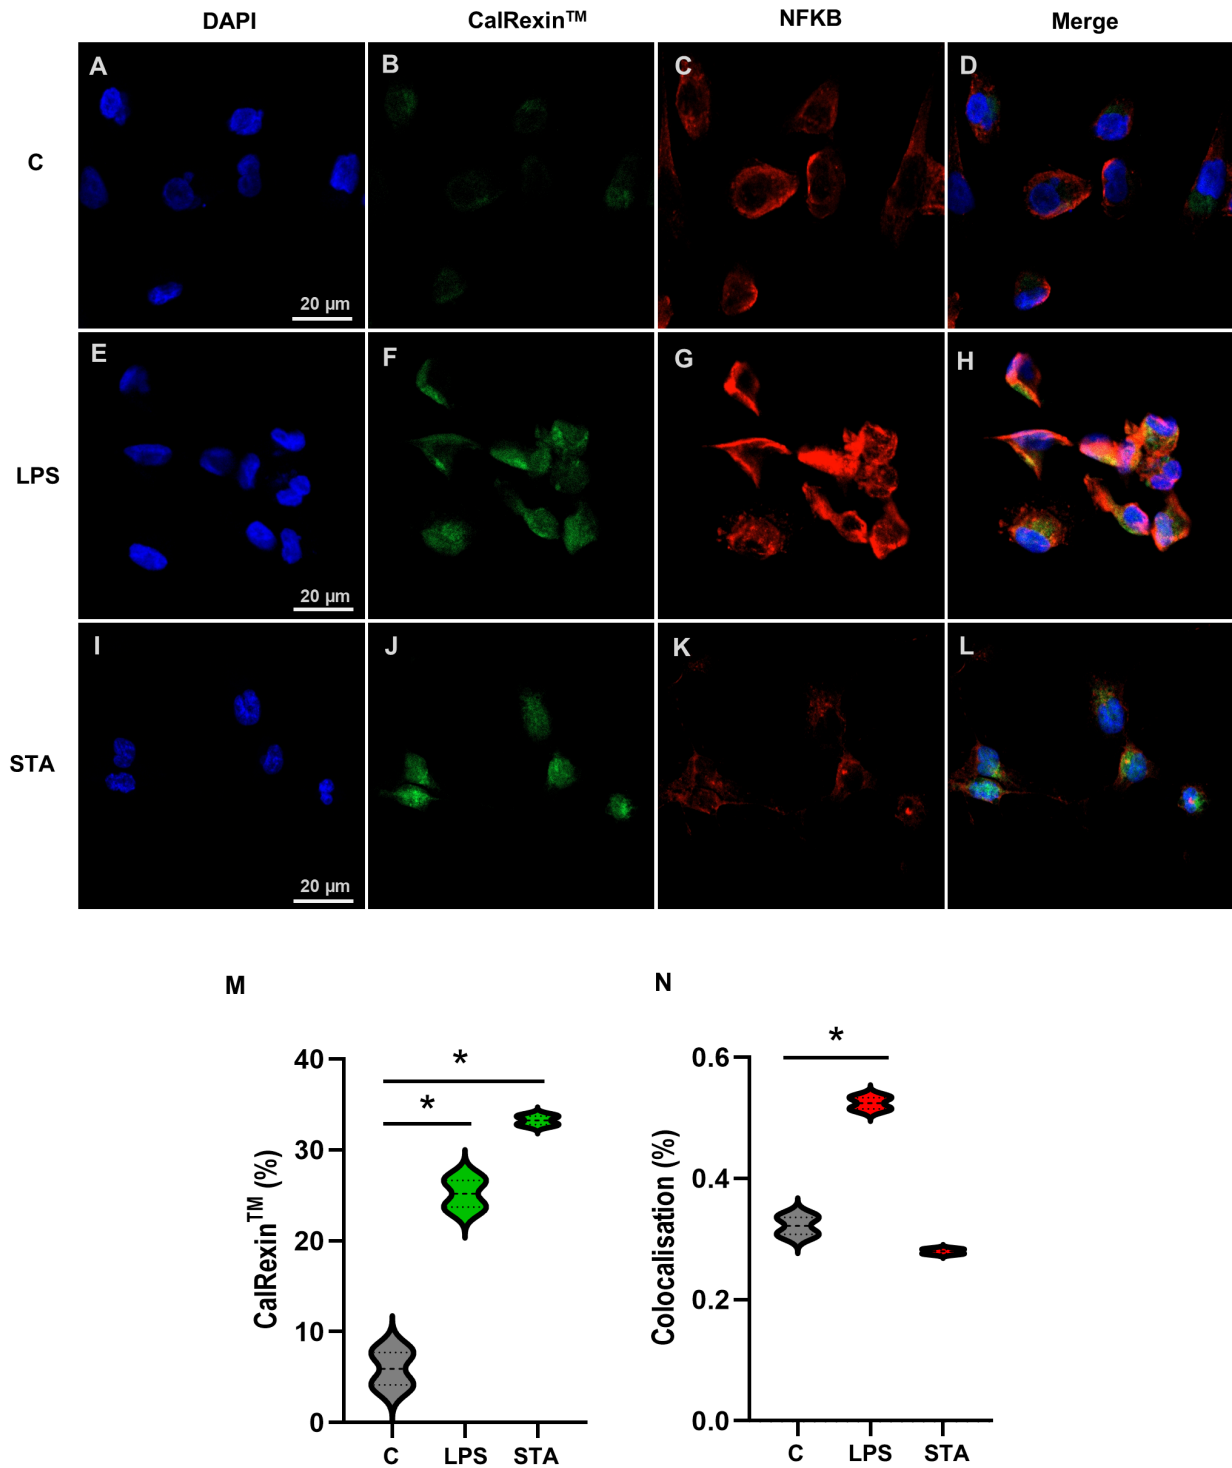 DAPI CalRexin™ NFKB Merge
A B C D
C
20 µm
E F G H
LPS
20 µm
I J K L
STA
20 µm
M N
* * *
CalRexin™ (%)
40
30
20
10
0
C LPS STA
Colocalisation (%)
0.6
0.4
0.2
0.0
C LPS STA